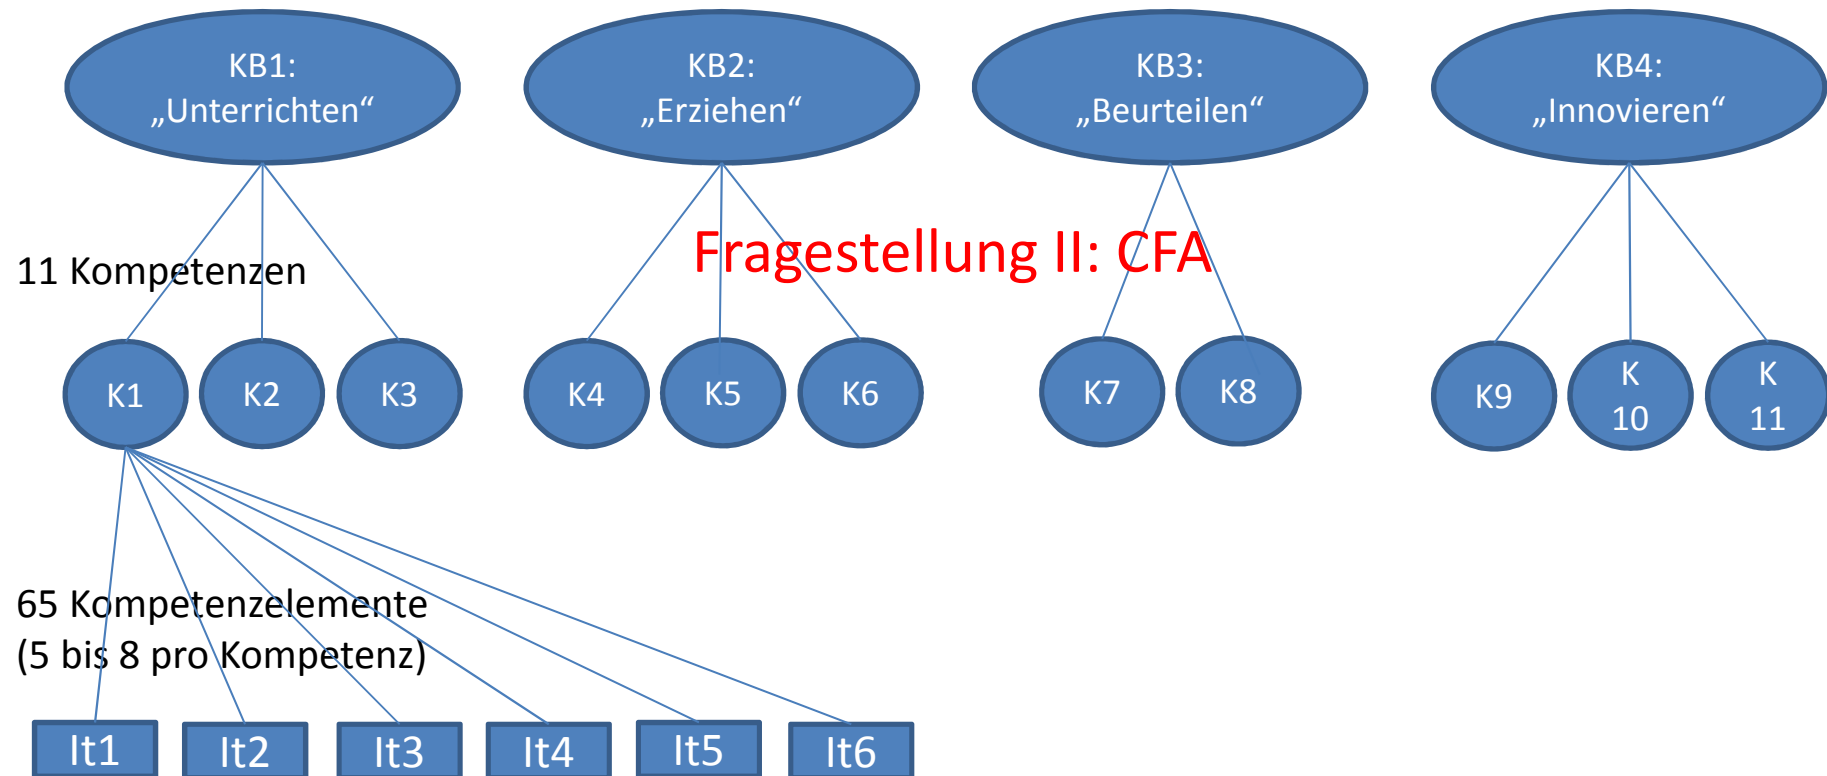 KB1:
„Unterrichten“
KB2:
„Erziehen“
KB3:
„Beurteilen“
KB4:
„Innovieren“
Fragestellung II: CFA
11 Kompetenzen
K1
K2
K3
K4
K5
K6
K7
K8
K9
K
10
K
11
65 Kompetenzelemente
(5 bis 8 pro Kompetenz)
It1
It2
It3
It4
It5
It6